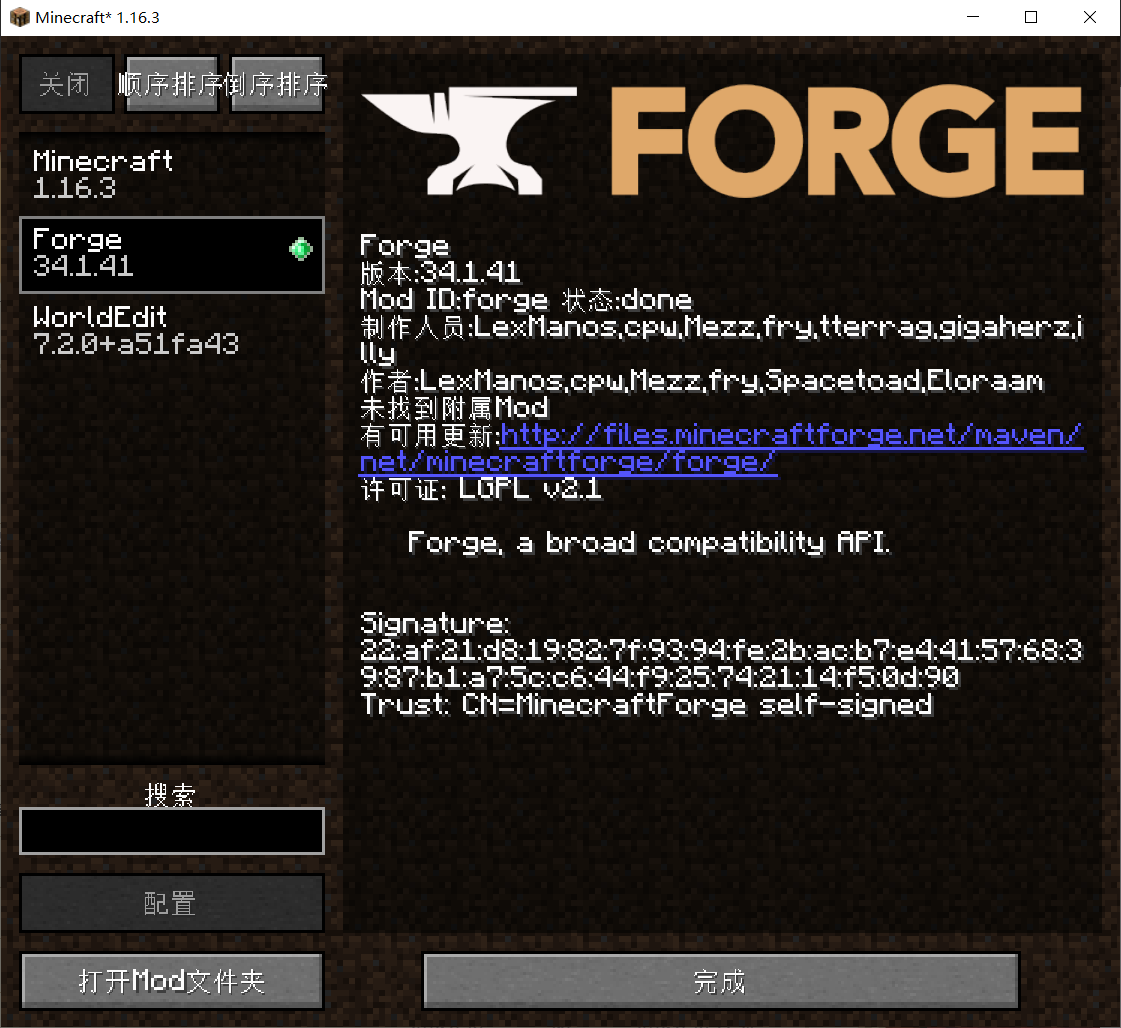 Minecraft* 1.16.3
关闭 顺序排序 倒序排序
FORGE
Minecraft
1.16.3
Forge
34.1.41
WorldEdit
7.2.0+a51fa43
Forge
版本:34.1.41
Mod ID:forge 状态:done
制作人员:LexManos,cpw,Mezz,fry,tterrag,gigaherz,i
lly
作者:LexManos,cpw,Mezz,fry,Spacetoad,Eloraam
未找到附属Mod
有可用更新:http://files.minecraftforge.net/maven/
net/minecraftforge/forge/
许可证: LGPL v2.1
Forge, a broad compatibility API.
Signature:
22:af:21:d8:19:82:7f:93:94:fe:2b:ac:b7:e4:41:57:68:3
9:87:b1:a7:5c:c6:44:f9:25:74:21:14:f5:0d:90
Trust: CN=MinecraftForge self-signed
搜索
配置
打开Mod文件夹
完成